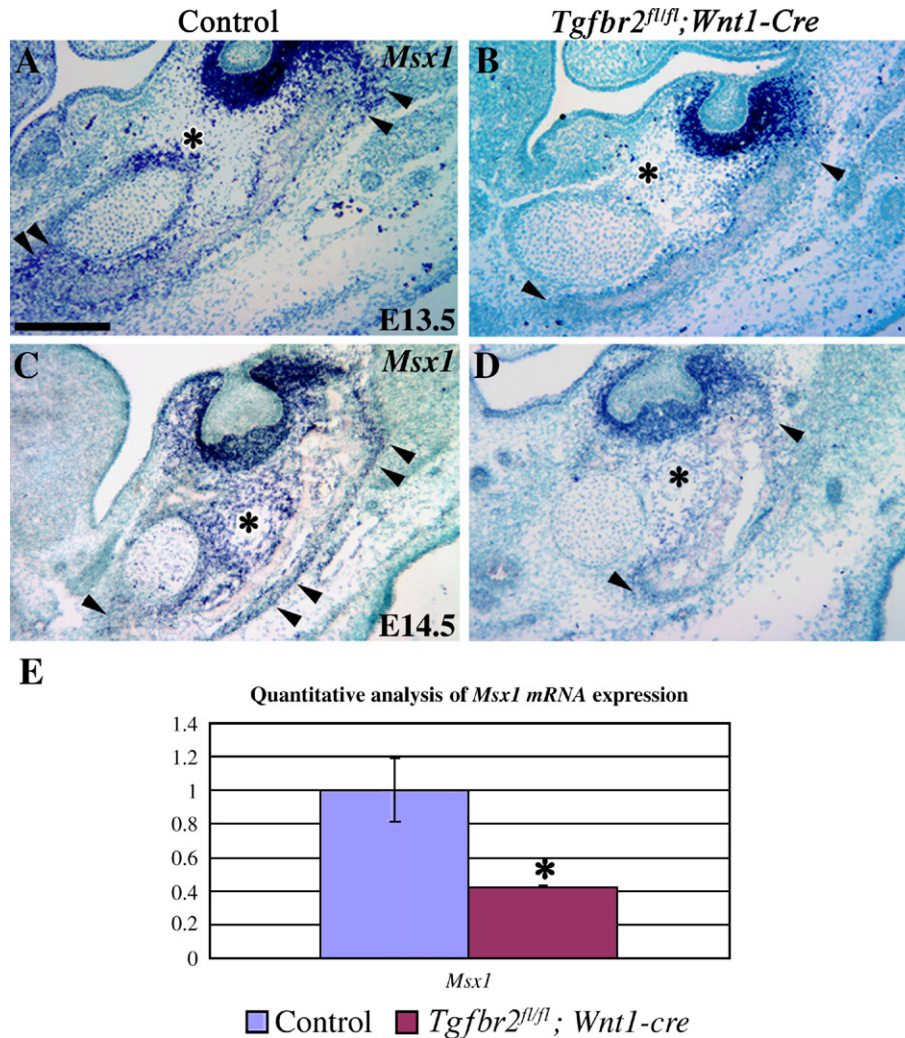 Control
Tgfbr2fl/fl;Wnt1-Cre
A
Msx1
*
E13.5
B
*
C
Msx1
*
E14.5
D
*
E
Quantitative analysis of Msx1 mRNA expression
1.4
1.2
1
0.8
0.6
0.4
0.2
0
*
Msx1
Control
Tgfbr2fl/fl; Wnt1-cre